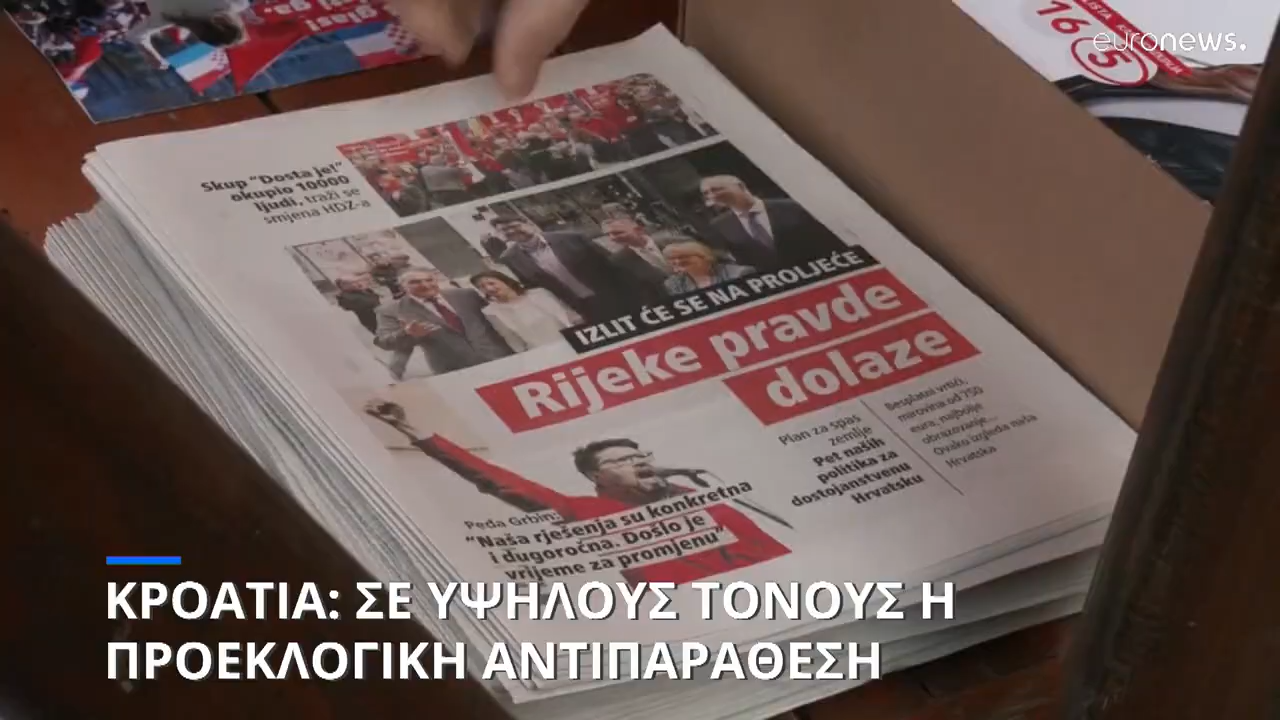 LISTA
16 5
euronews.
Skup "Dosta je!"
okupio 10000
ljudi, traži se
smjena HDZ-a
IZLIT ĆE SE NA PROLJEĆE
Rijeke pravde
dolaze
Plan za spas
zemlje
Pet naših
politika za
dostojanstvenu
Hrvatsku
Besplatni vrtići,
mirovina od 750
eura, najbolje
obrazovanje...
Ovako izgleda naša
Hrvatska
Peđa Grbin:
"Naša rješenja su konkretna
i dugoročna. Došlo je
vrijeme za promjenu"
ΚΡΟΑΤΙΑ: ΣΕ ΥΨΗΛΟΥΣ ΤΟΝΟΥΣ Η
ΠΡΟΕΚΛΟΓΙΚΗ ΑΝΤΙΠΑΡΑΘΕΣΗ